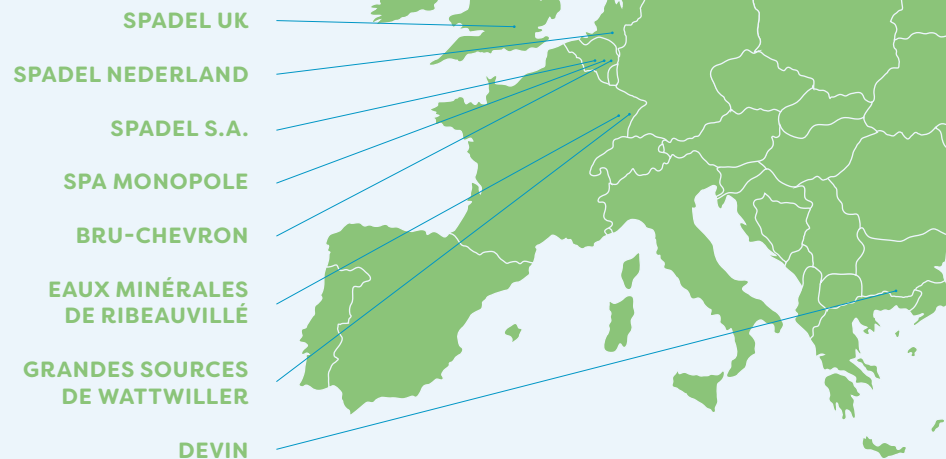 SPADEL UK
SPADEL NEDERLAND
SPADEL S.A.
SPA MONOPOLE
BRU-CHEVRON
EAUX MINÉRALES
DE RIBEAUVILLÉ
GRANDES SOURCES
DE WATTWILLER
DEVIN